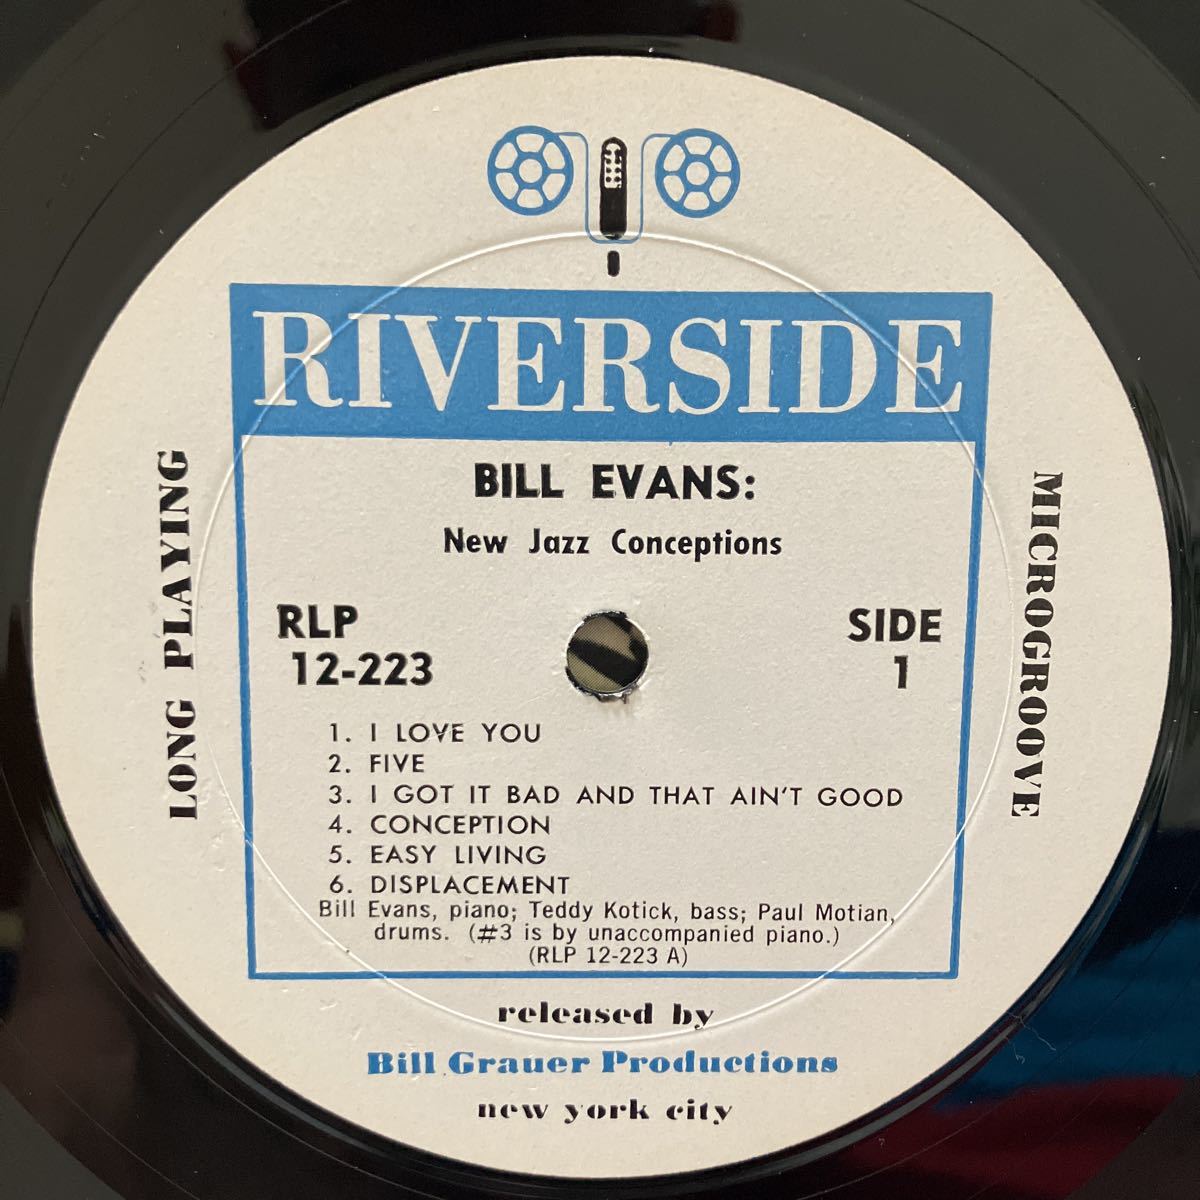 RIVERSIDE
BILL EVANS:
New Jazz Conceptions
RLP
12-223
SIDE
1
LONG PLAYING
MICROGROOVE
1. I LOVE YOU
2. FIVE
3. I GOT IT BAD AND THAT AIN'T GOOD
4. CONCEPTION
5. EASY LIVING
6. DISPLACEMENT
Bill Evans, piano; Teddy Kotick, bass; Paul Motian,
drums. (#3 is by unaccompanied piano.)
(RLP 12-223 A)
released by
Bill Grauer Productions
new york city